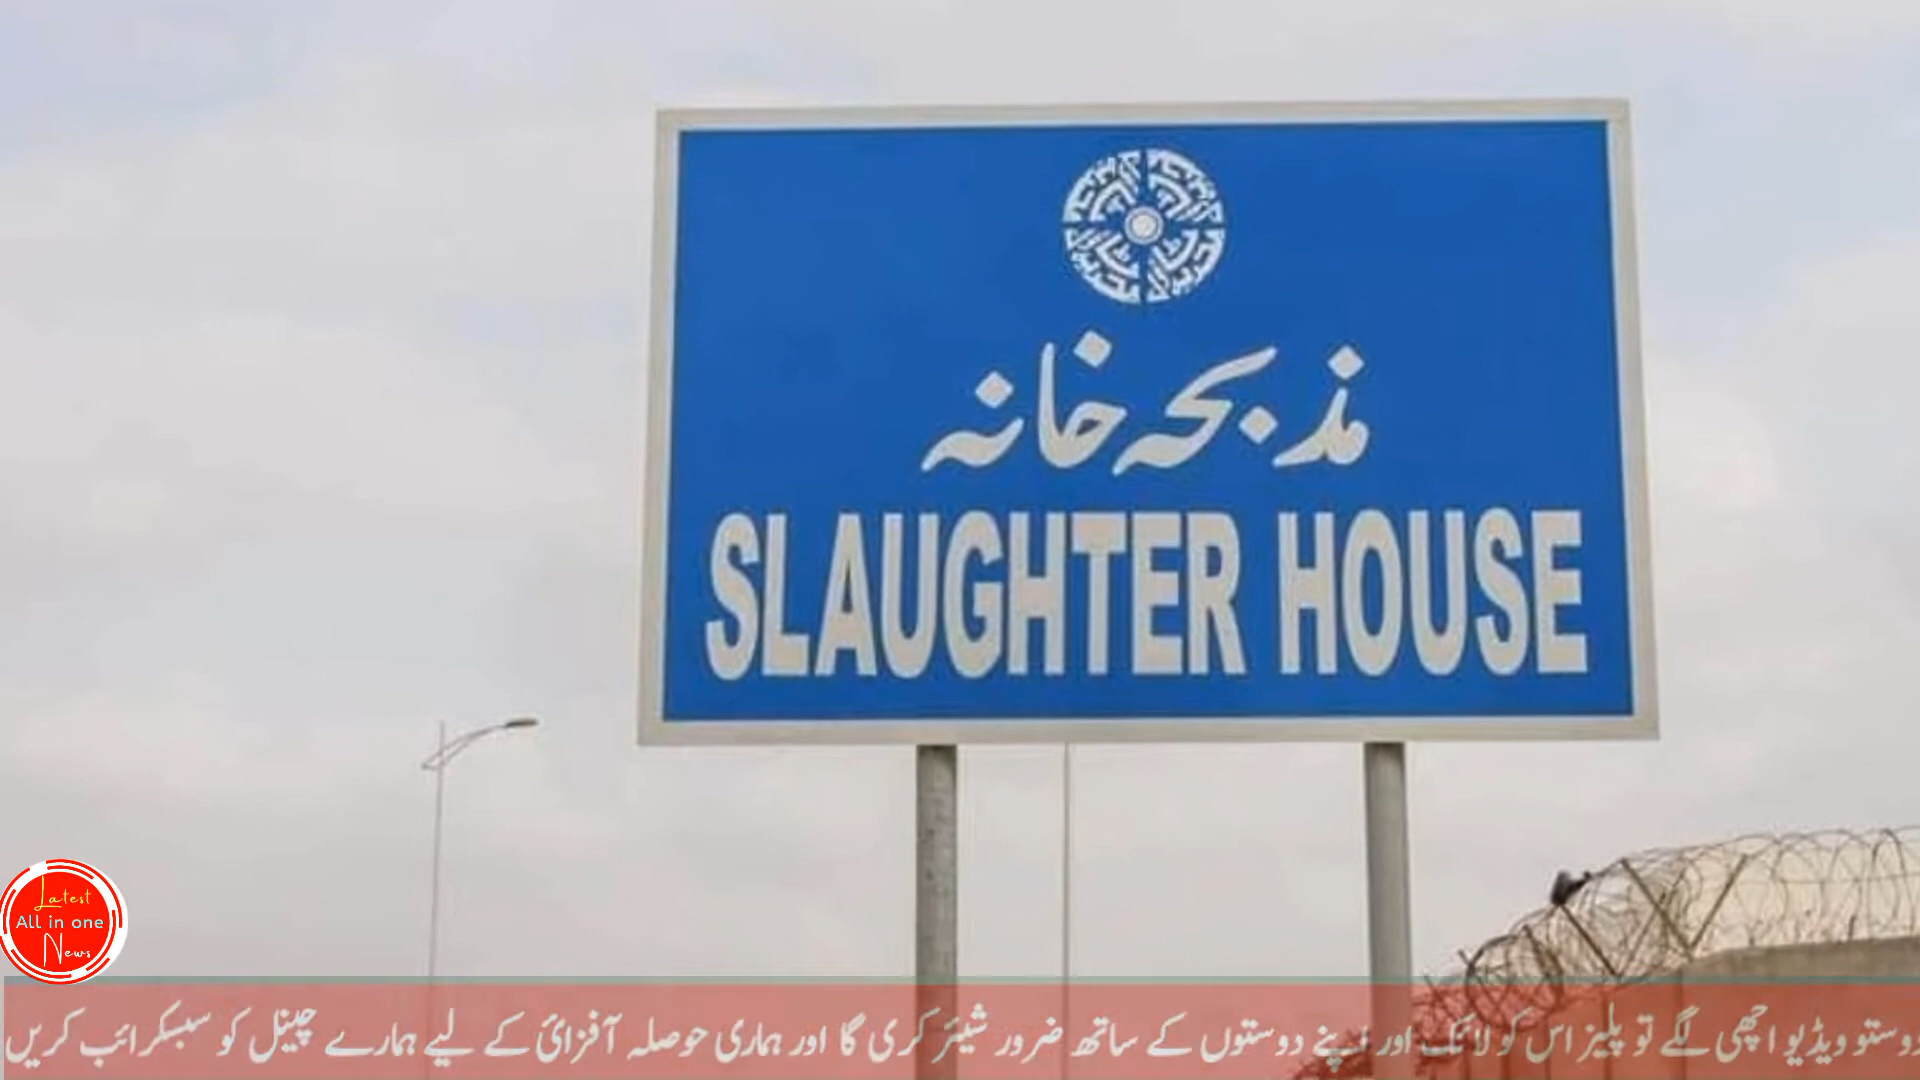 مذبحہ خانہ
SLAUGHTER HOUSE
Latest
All in one
News
دوستو ویڈیو اچھی لگے تو پلیز اس کو لائک اور اپنے دوستوں کے ساتھ ضرور شیئر کری گا اور ہماری حوصلہ آفزائ کے لیے ہمارے چینل کو سبسکرائب کریں